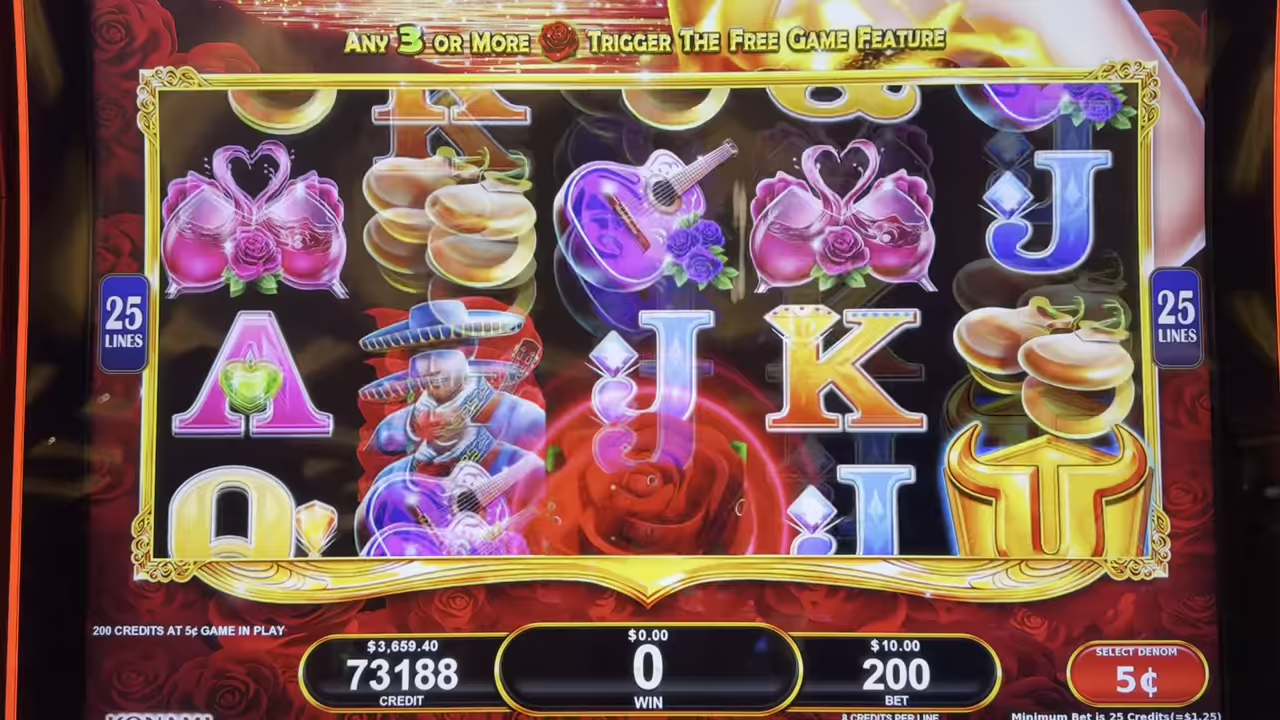 ANY 3 OR MORE TRIGGER THE FREE GAME FEATURE
K
J
25 LINES
25 LINES
A
J
K
Q
J
200 CREDITS AT 5¢ GAME IN PLAY
$3,659.40
73188
CREDIT
$0.00
0
WIN
$10.00
200
BET
SELECT DENOM
5¢
KONAMI
8 CREDITS PER LINE
Minimum Bet is 25 Credits(=$1.25)